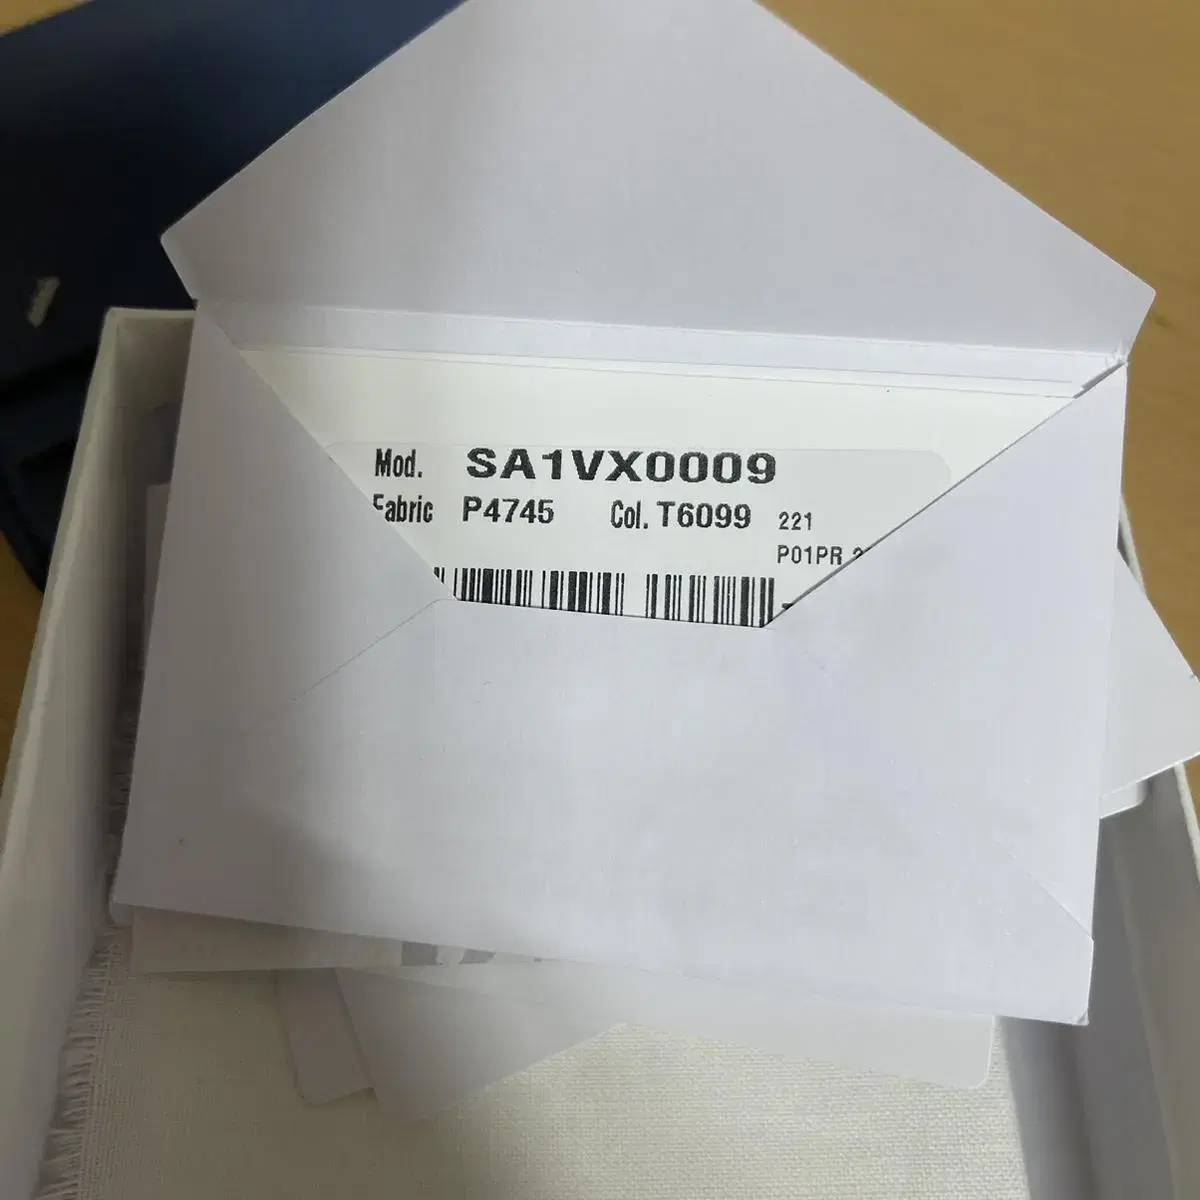 Mod. SA1VX0009
Fabric P4745 Col. T6099 221
P01PR